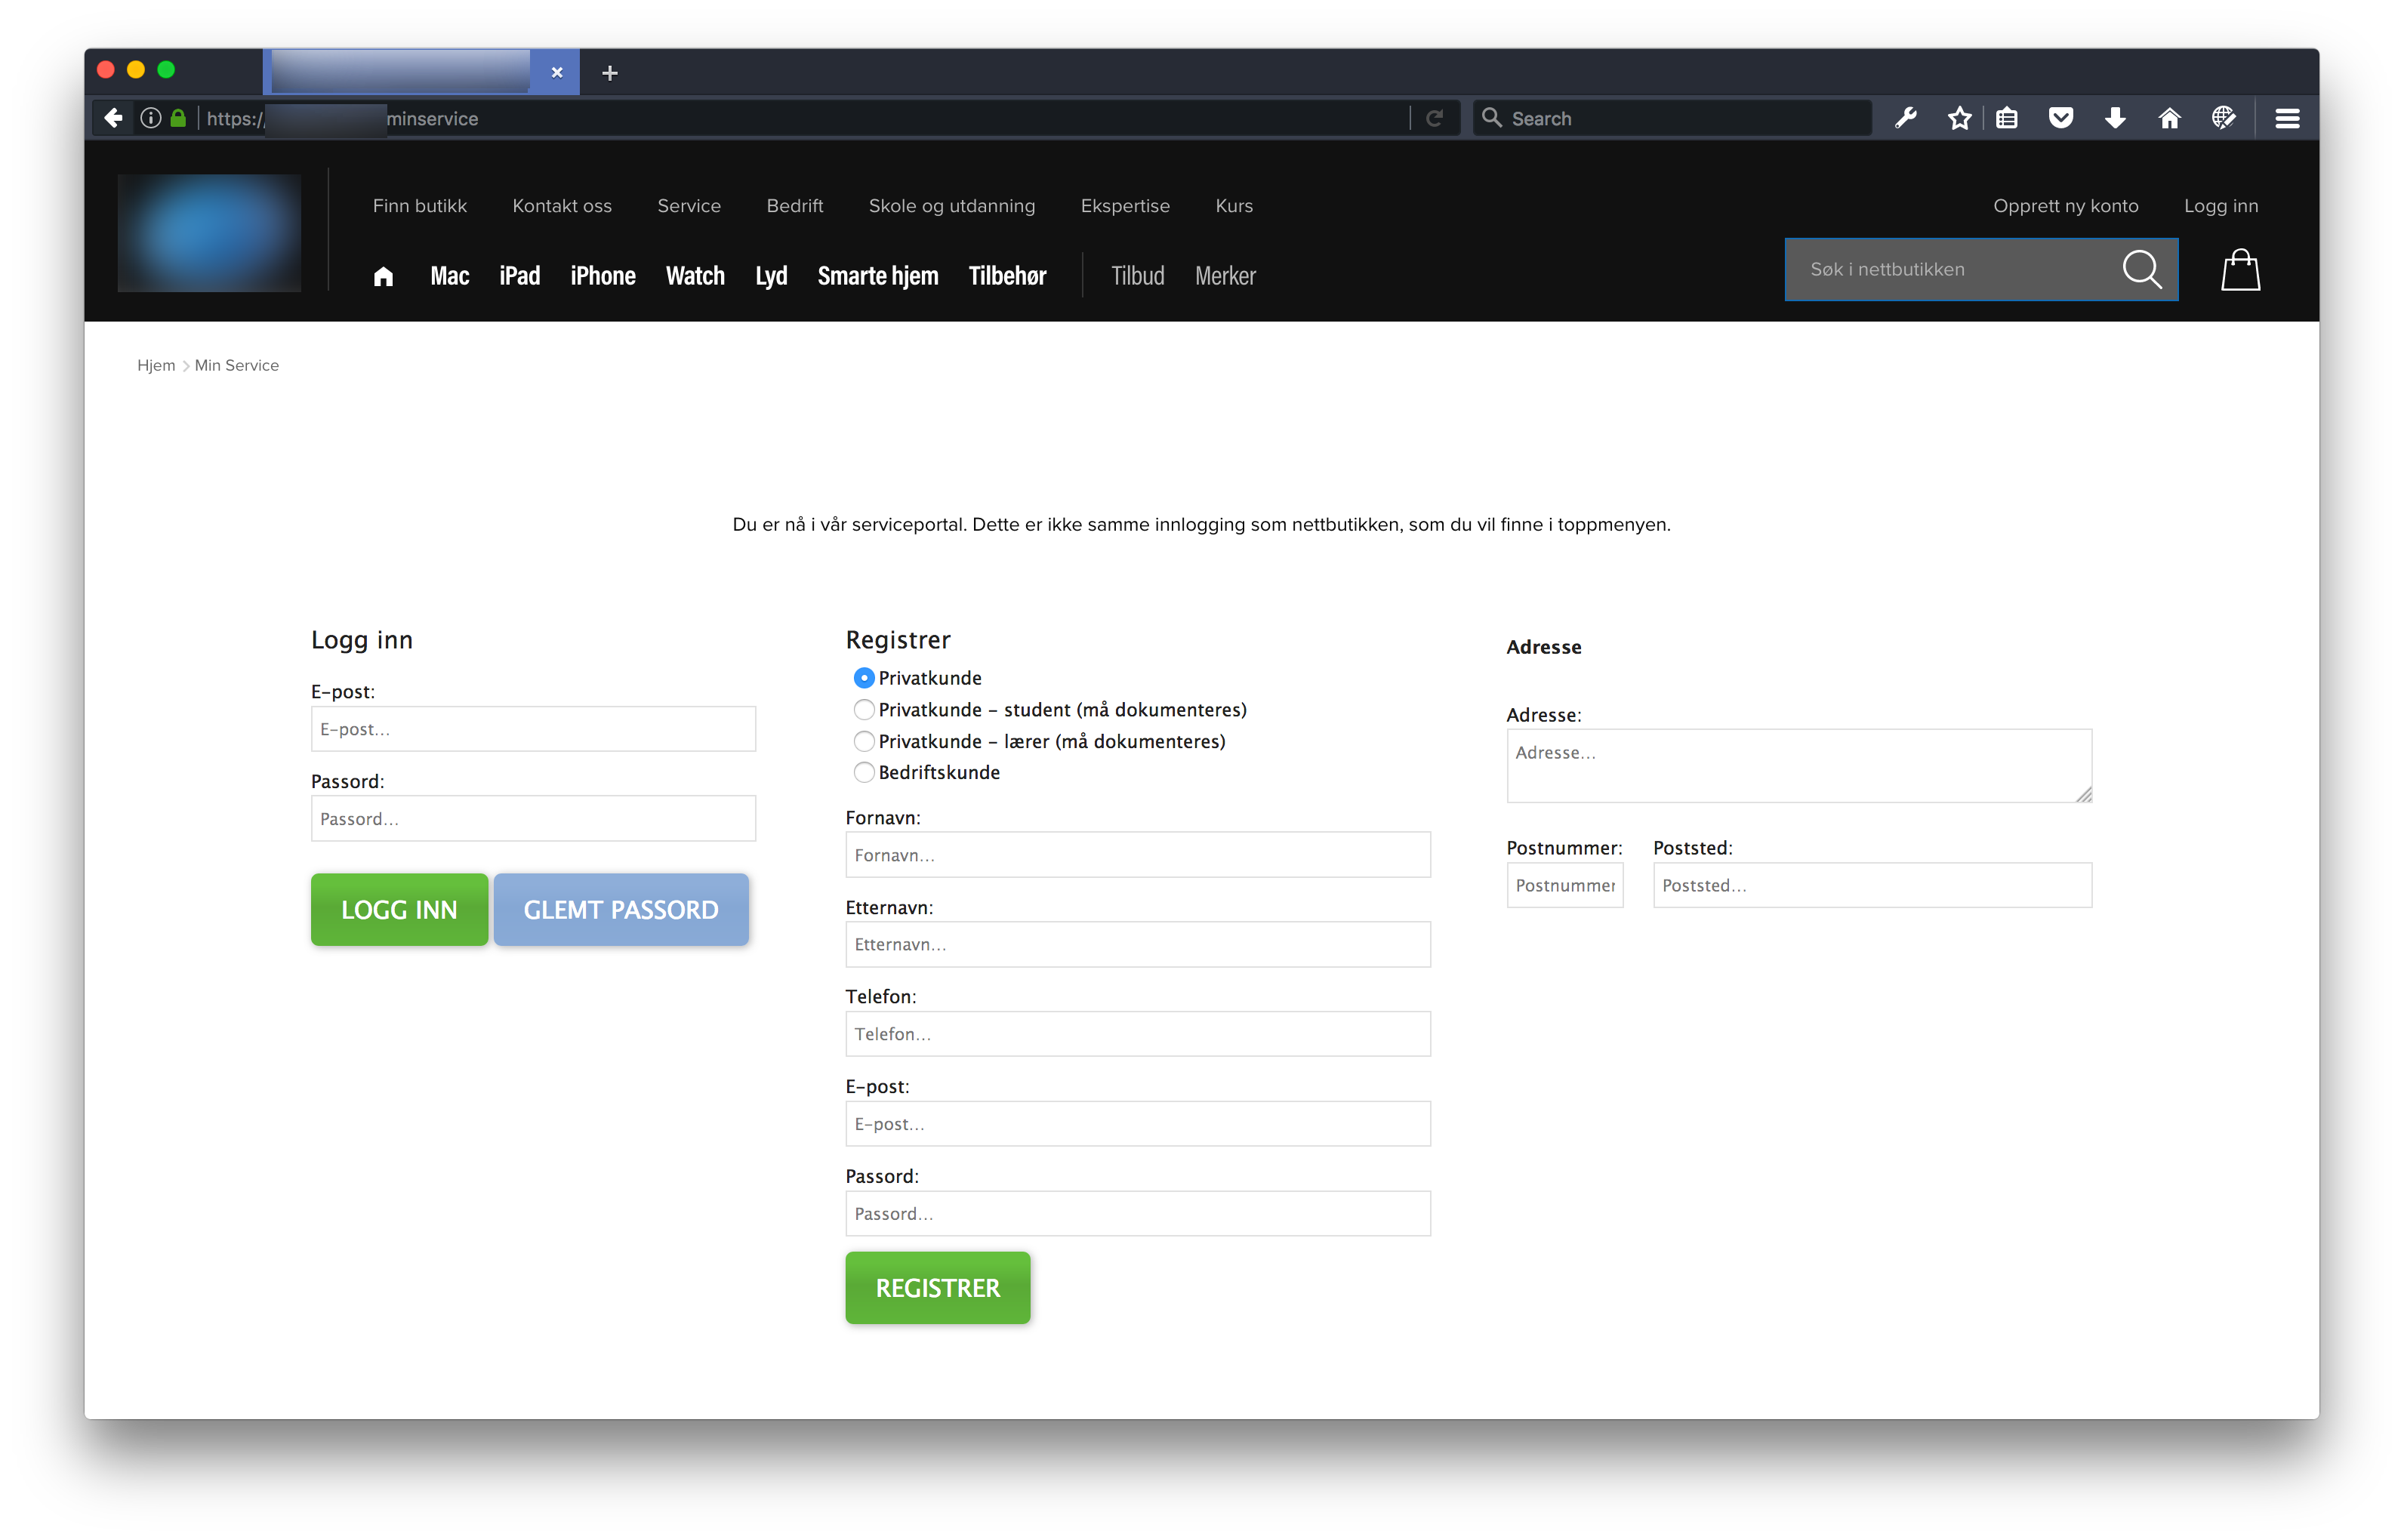 https://
minservice
Search
Finn butikk Kontakt oss Service Bedrift Skole og utdanning Ekspertise Kurs
Opprett ny konto Logg inn
Mac iPad iPhone Watch Lyd Smarte hjem Tilbehør Tilbud Merker
Søk i nettbutikken
Hjem > Min Service
Du er nå i vår serviceportal. Dette er ikke samme innlogging som nettbutikken, som du vil finne i toppmenyen.
Logg inn
E-post:
E-post...
Passord:
Passord...
LOGG INN GLEMT PASSORD
Registrer
Privatkunde
Privatkunde - student (må dokumenteres)
Privatkunde - lærer (må dokumenteres)
Bedriftskunde
Fornavn:
Fornavn...
Etternavn:
Etternavn...
Telefon:
Telefon...
E-post:
E-post...
Passord:
Passord...
REGISTRER
Adresse
Adresse:
Adresse...
Postnummer: Poststed:
Postnummer Poststed...